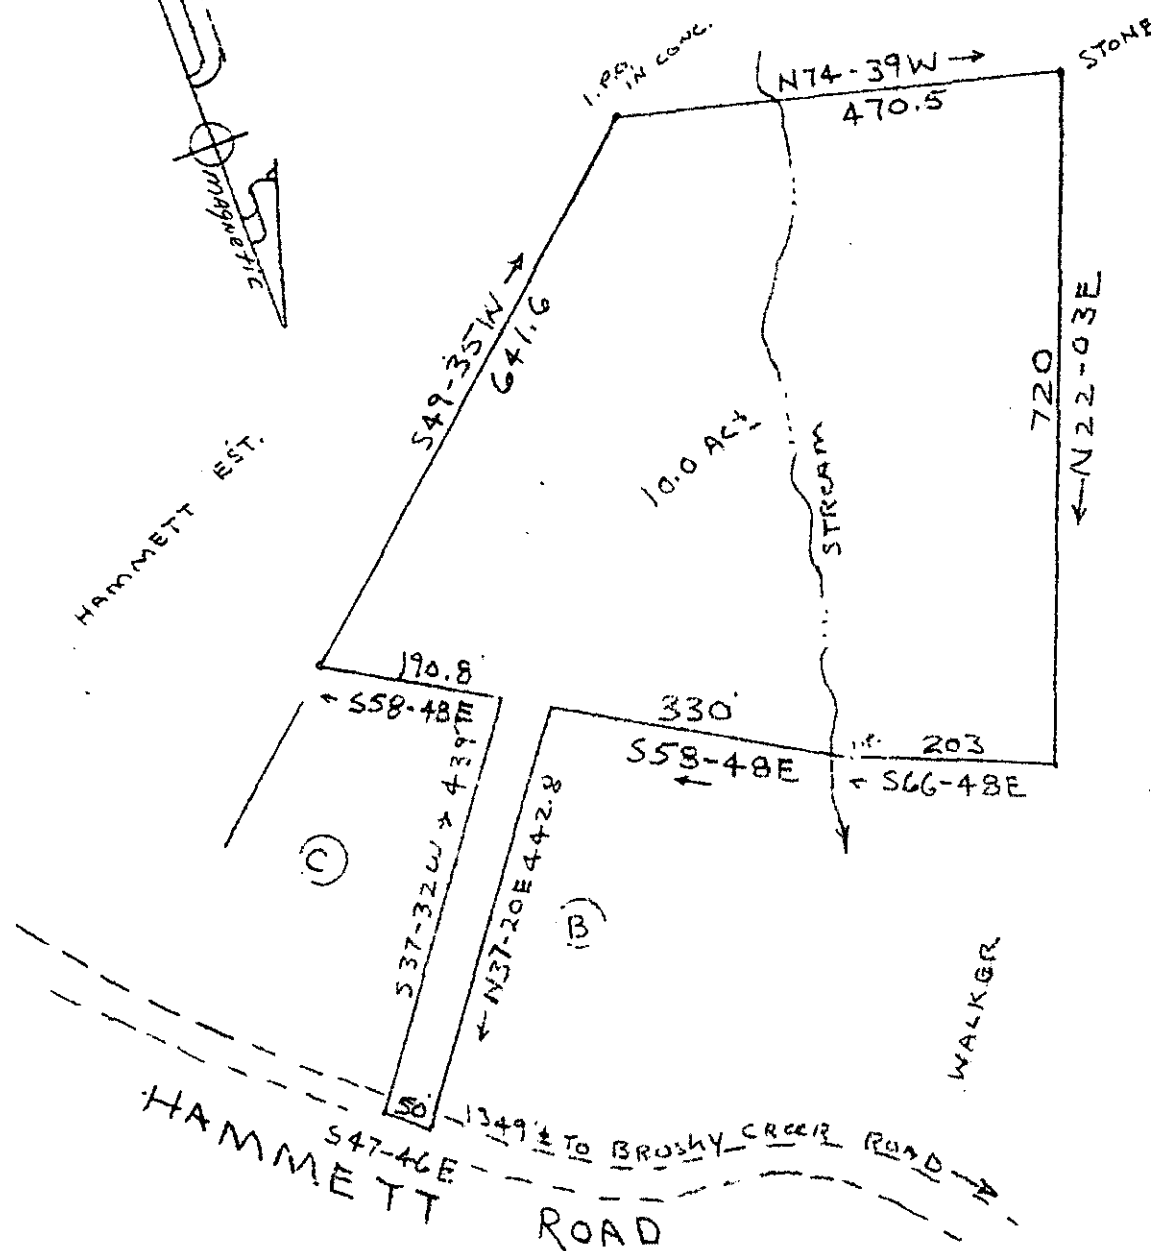 I.P.O. IN CONC.
STONE
N74-39W →
470.5
MAGNETIC
S49-35W →
641.6
720
← N22-03E
10.0 AC±
STREAM
HAMMETT EST.
190.8
← S58-48E
330'
S58-48E
←
I.P.
203
← S66-48E
S37-32W → 439'
← N37-20E 442.8
C
B
WALKER
50'
1349'± TO BRUSHY CREEK ROAD →
S47-46E
HAMMETT ROAD